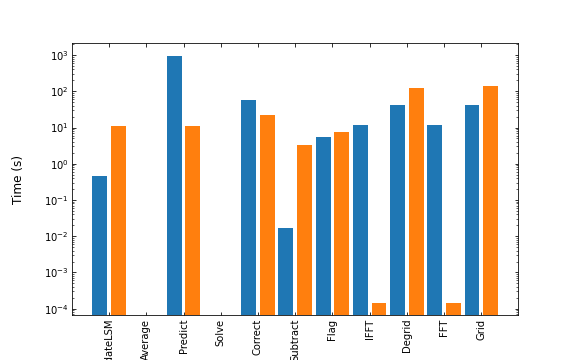 10³
10²
10¹
10⁰
10⁻¹
10⁻²
10⁻³
10⁻⁴
Time (s)
dateLSM
Average
Predict
Solve
Correct
Subtract
Flag
IFFT
Degrid
FFT
Grid